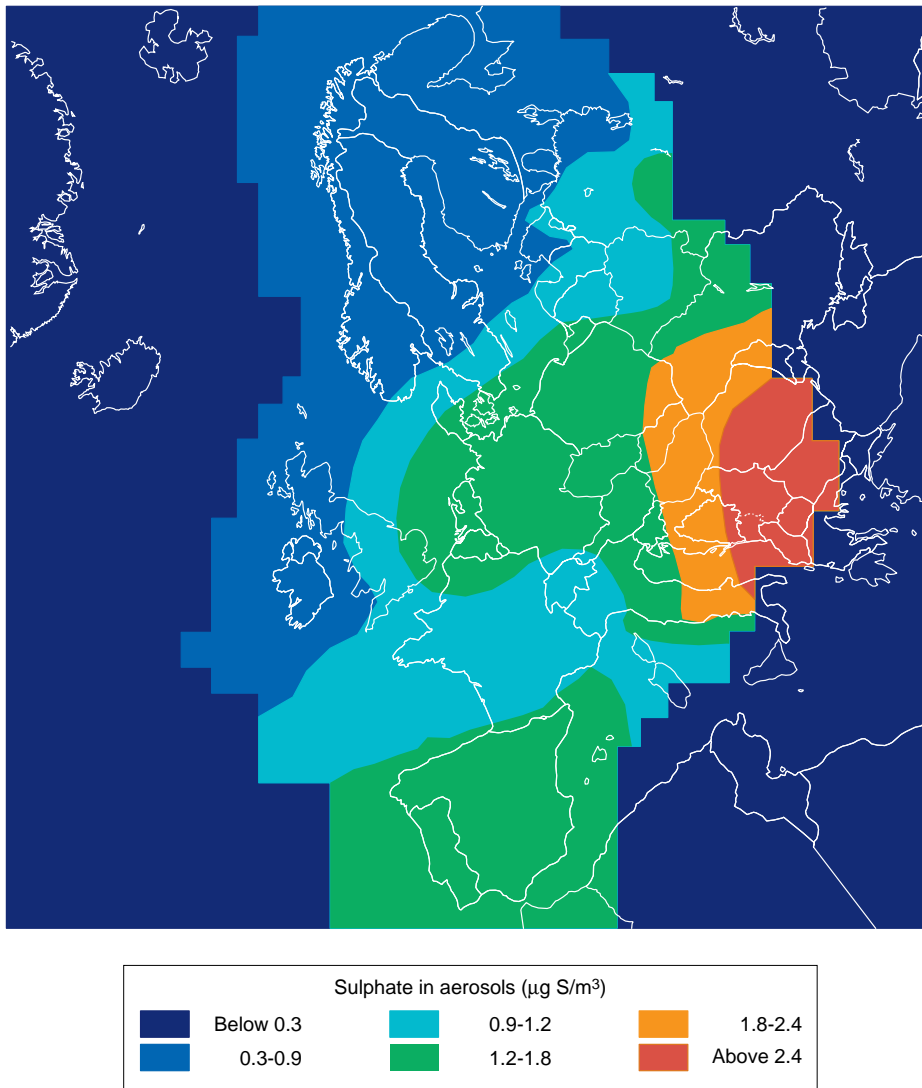 Sulphate in aerosols (μg S/m³)
Below 0.3 0.9-1.2 1.8-2.4
0.3-0.9 1.2-1.8 Above 2.4